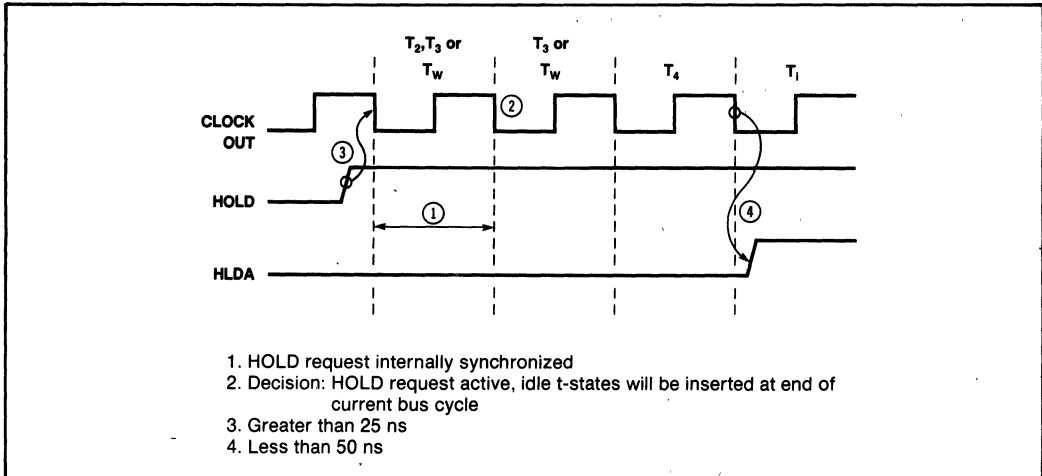 T2,T3 or
TW
T3 or
TW
T4
Ti
CLOCK
OUT
2
3
HOLD
1
4
HLDA
1. HOLD request internally synchronized
2. Decision: HOLD request active, idle t-states will be inserted at end of
current bus cycle
3. Greater than 25 ns
4. Less than 50 ns